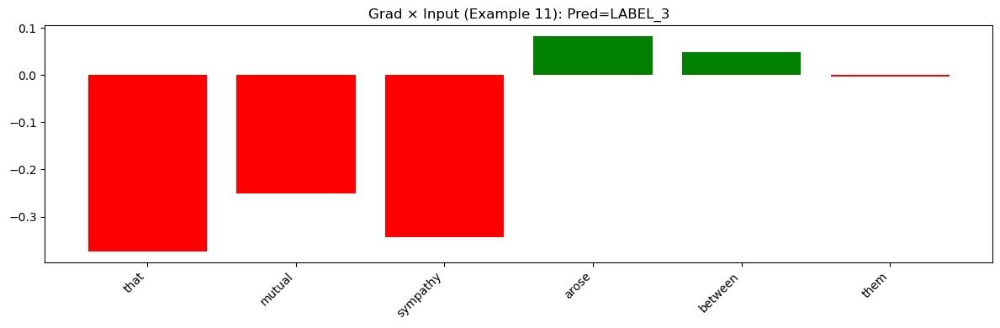 Grad × Input (Example 11): Pred=LABEL_3
0.1
0.0
−0.1
−0.2
−0.3
that
mutual
sympathy
arose
between
them